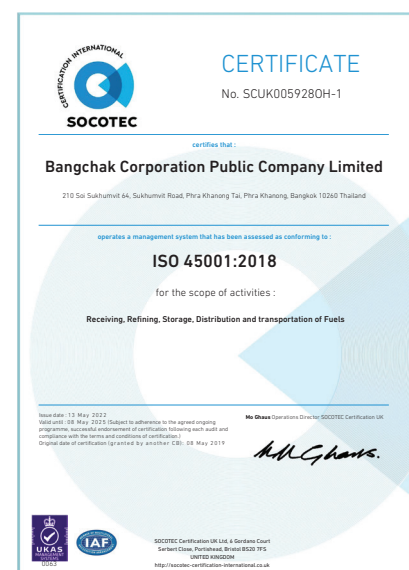 CERTIFICATION INTERNATIONAL
SOCOTEC
CERTIFICATE
No. SCUK005928OH-1
certifies that :
Bangchak Corporation Public Company Limited
210 Soi Sukhumvit 64, Sukhumvit Road, Phra Khanong Tai, Phra Khanong, Bangkok 10260 Thailand
operates a management system that has been assessed as conforming to :
ISO 45001:2018
for the scope of activities :
Receiving, Refining, Storage, Distribution and transportation of Fuels
Issue date : 13 May 2022
Valid until : 08 May 2025 (Subject to adherence to the agreed ongoing
programme, successful endorsement of certification following each audit and
compliance with the terms and conditions of certification.)
Original date of certification (granted by another CB): 08 May 2019
Mo Ghaus Operations Director SOCOTEC Certification UK
UKAS
MANAGEMENT
SYSTEMS
0063
IAF
SOCOTEC Certification UK Ltd, 6 Gordano Court
Serbert Close, Portishead, Bristol BS20 7FS
UNITED KINGDOM
http://socotec-certification-international.co.uk